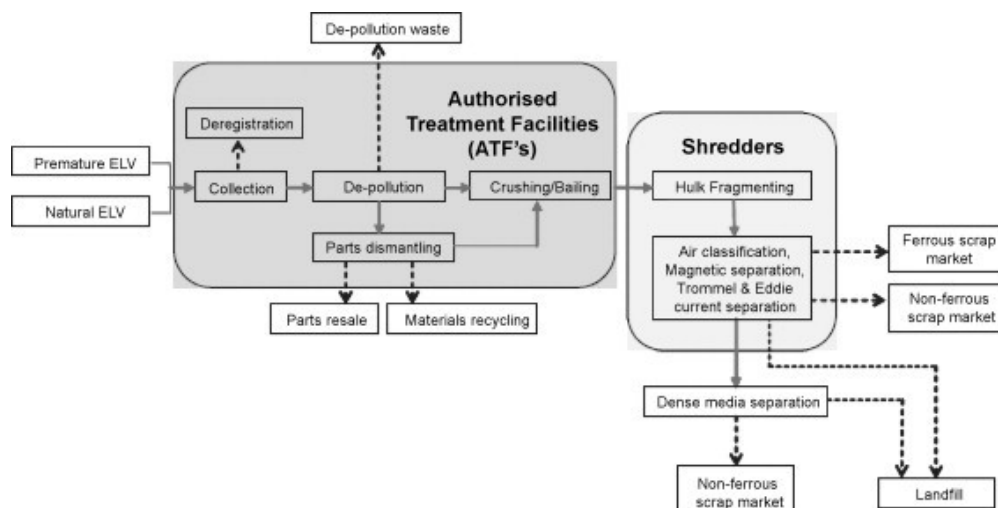 De-pollution waste
Authorised
Treatment Facilities
(ATF's)
Deregistration
Shredders
Premature ELV
Collection
De-pollution
Crushing/Bailing
Hulk Fragmenting
Natural ELV
Parts dismantling
Air classification,
Magnetic separation,
Trommel & Eddie
current separation
Ferrous scrap
market
Non-ferrous
scrap market
Parts resale
Materials recycling
Dense media separation
Non-ferrous
scrap market
Landfill